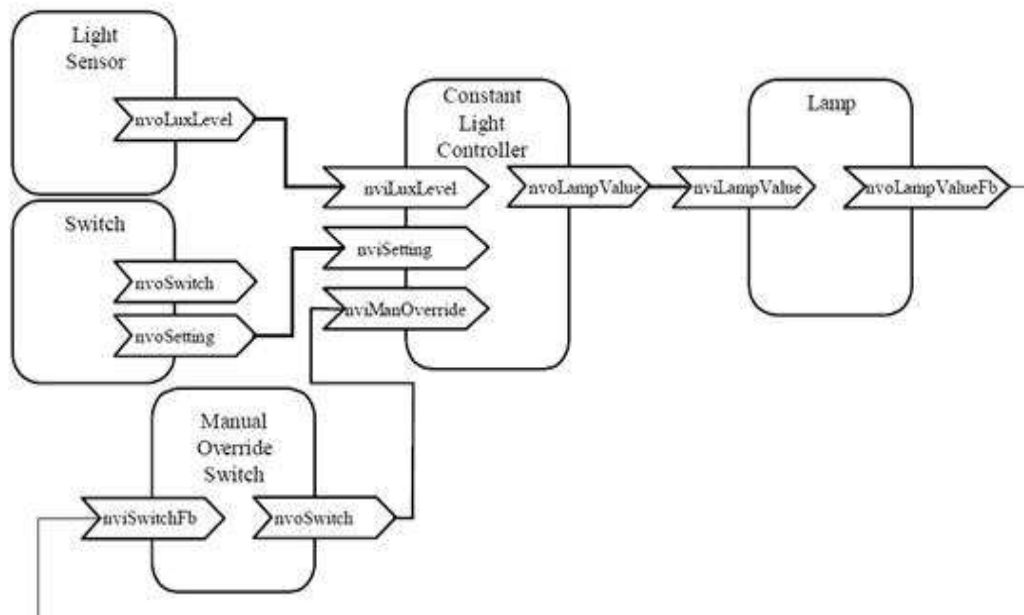 Light
Sensor
nvoLuxLevel
Switch
nvoSwitch
nvoSetting
Constant
Light
Controller
nviLuxLevel
nvoLampValue
nviSetting
nviManOverride
Lamp
nviLampValue
nvoLampValueFb
Manual
Override
Switch
nviSwitchFb
nvoSwitch